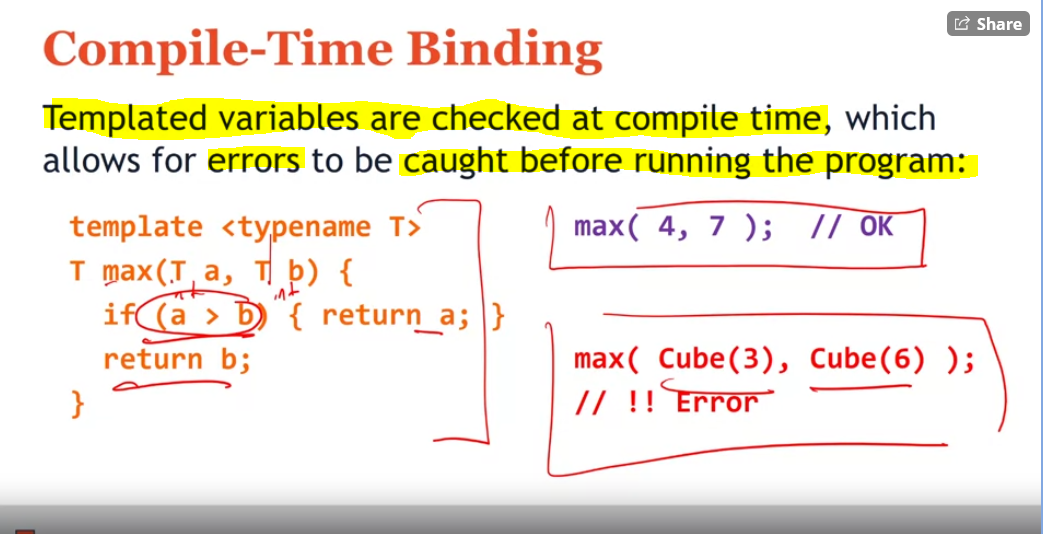 Share
Compile-Time Binding
Templated variables are checked at compile time, which
allows for errors to be caught before running the program:
template <typename T>
T max(T a, T b) {
int int
if (a > b) { return a; }
return b;
}
max( 4, 7 );  // OK
max( Cube(3), Cube(6) );
// !! Error